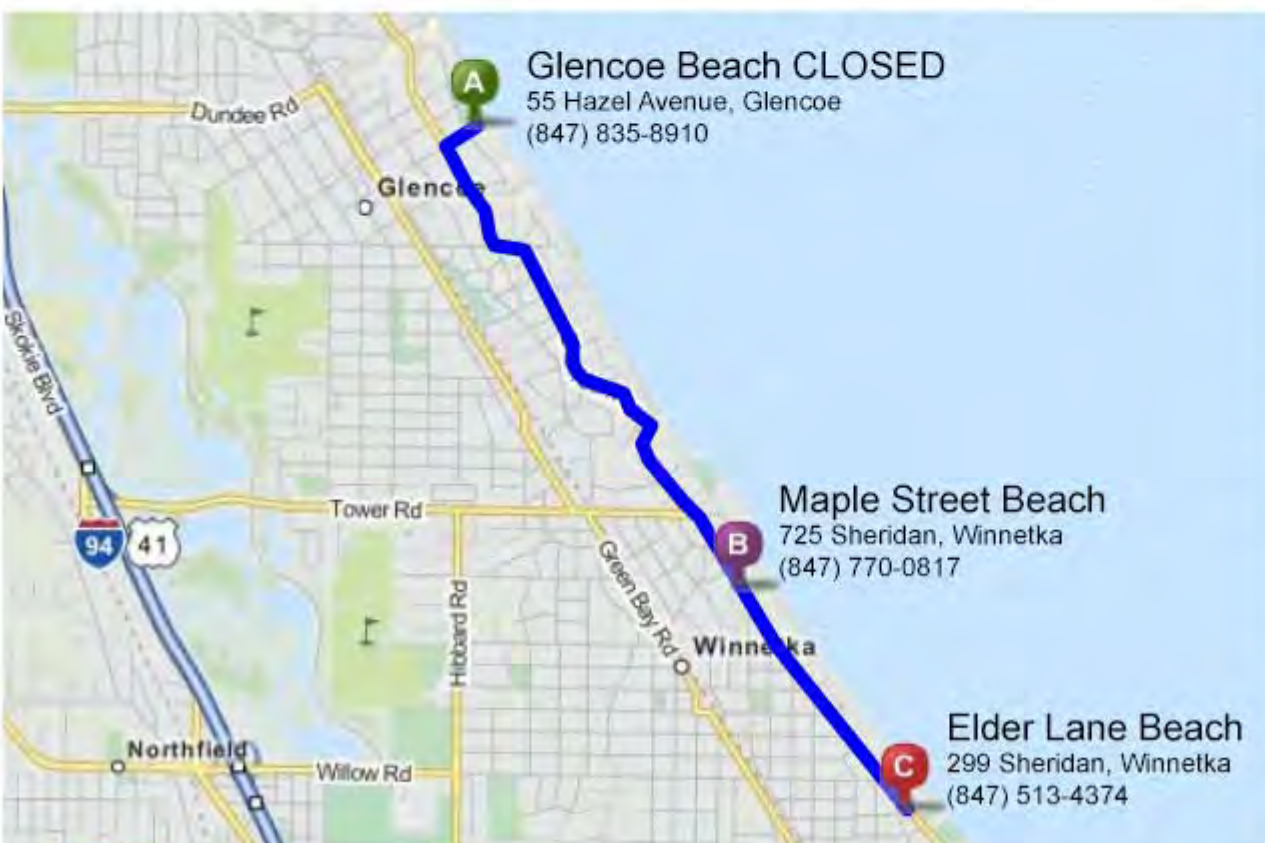 Glencoe Beach CLOSED
55 Hazel Avenue, Glencoe
(847) 835-8910
A
Dundee Rd
Glencoe
Skokie Blvd
Maple Street Beach
725 Sheridan, Winnetka
(847) 770-0817
Tower Rd
94
41
B
Green Bay Rd
Hibbard Rd
Winnetka
Elder Lane Beach
299 Sheridan, Winnetka
(847) 513-4374
C
Northfield
Willow Rd